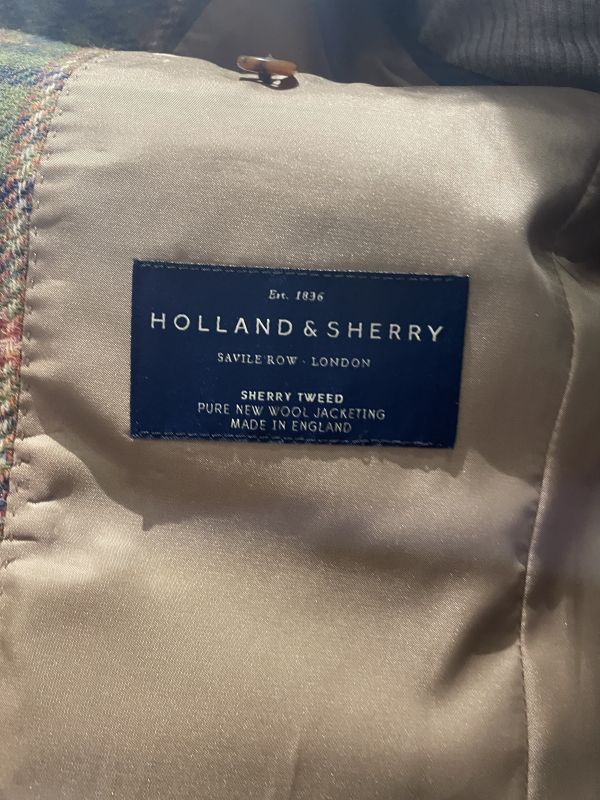 Est. 1836
HOLLAND & SHERRY
SAVILE ROW · LONDON
SHERRY TWEED
PURE NEW WOOL JACKETING
MADE IN ENGLAND